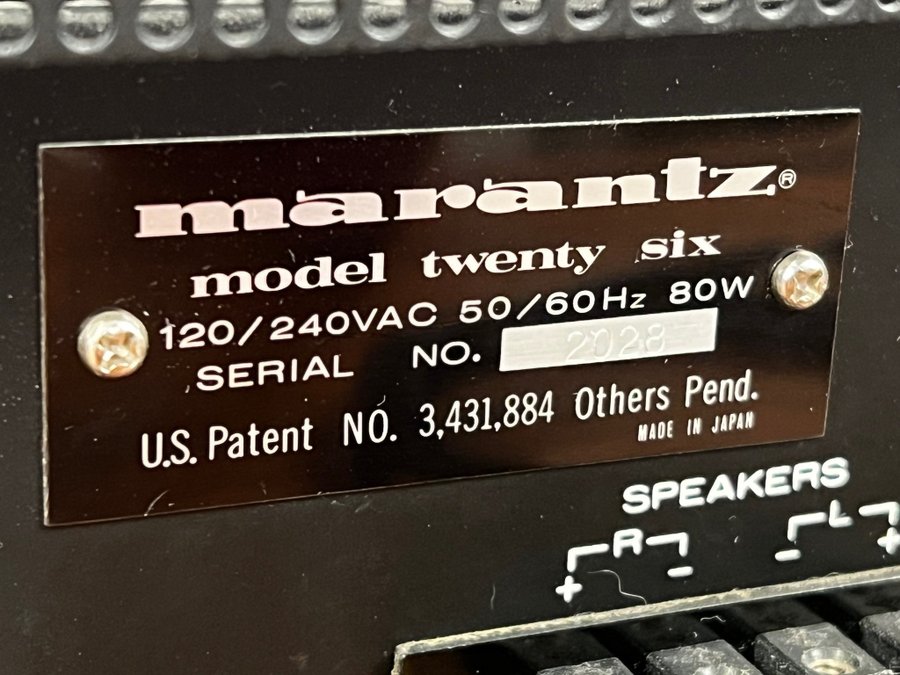 marantz®
model twenty six
120/240VAC 50/60Hz 80W
SERIAL NO. 2028
U.S. Patent NO. 3,431,884 Others Pend.
MADE IN JAPAN
SPEAKERS
R L
+ - - +